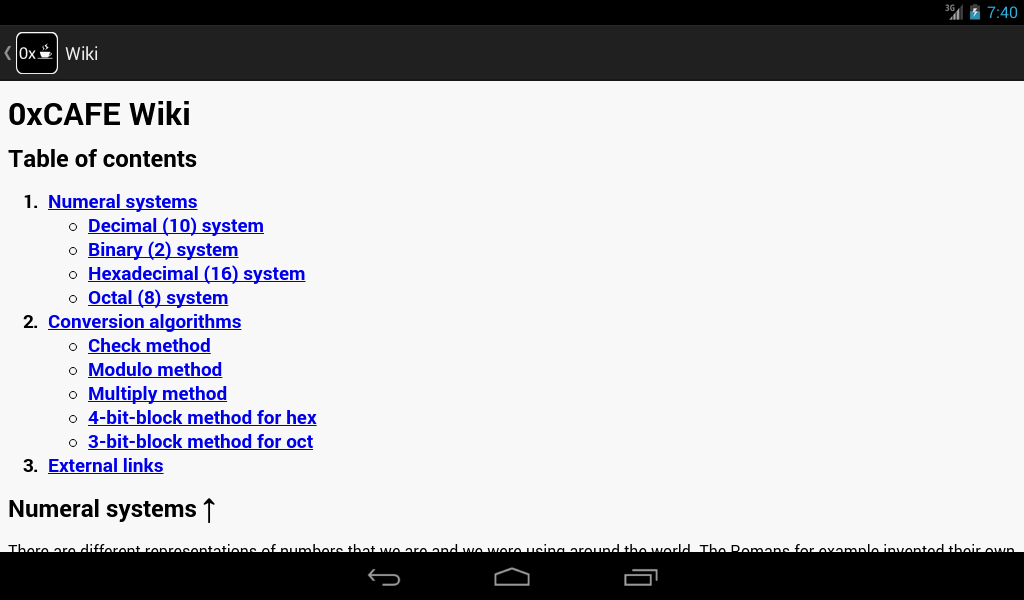 3G
7:40
0x
Wiki
0xCAFE Wiki
Table of contents
1. Numeral systems
Decimal (10) system
Binary (2) system
Hexadecimal (16) system
Octal (8) system
2. Conversion algorithms
Check method
Modulo method
Multiply method
4-bit-block method for hex
3-bit-block method for oct
3. External links
Numeral systems ↑
There are different representations of numbers that we are and we were using around the world. The Romans for example invented their own